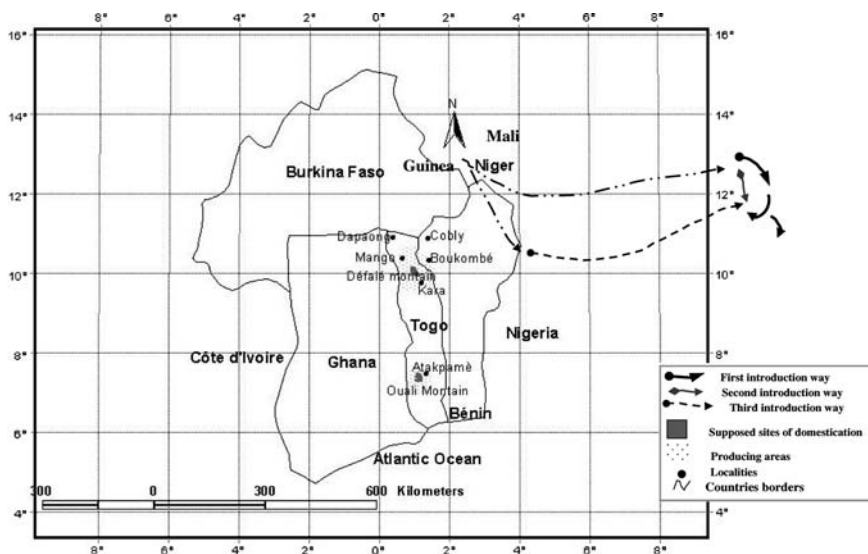 8° 6° 4° 2° 0° 2° 4° 6° 8°
16° 16°
14° 14°
N
Mali
Guinea Niger
Burkina Faso
12° 12°
Dapaong Cobly
Mango Boukombé
10° Défalé montain 10°
Kara
Togo
Nigeria
8° Côte d'Ivoire Ghana 8°
Atakpamè
Ouali Montain
Bénin
6° 6°
Atlantic Ocean
300 0 300 600 Kilometers
4° 4°
8° 6° 4° 2° 0° 2° 4° 6° 8°
First introduction way
Second introduction way
Third introduction way
Supposed sites of domestication
Producing areas
Localities
Countries borders